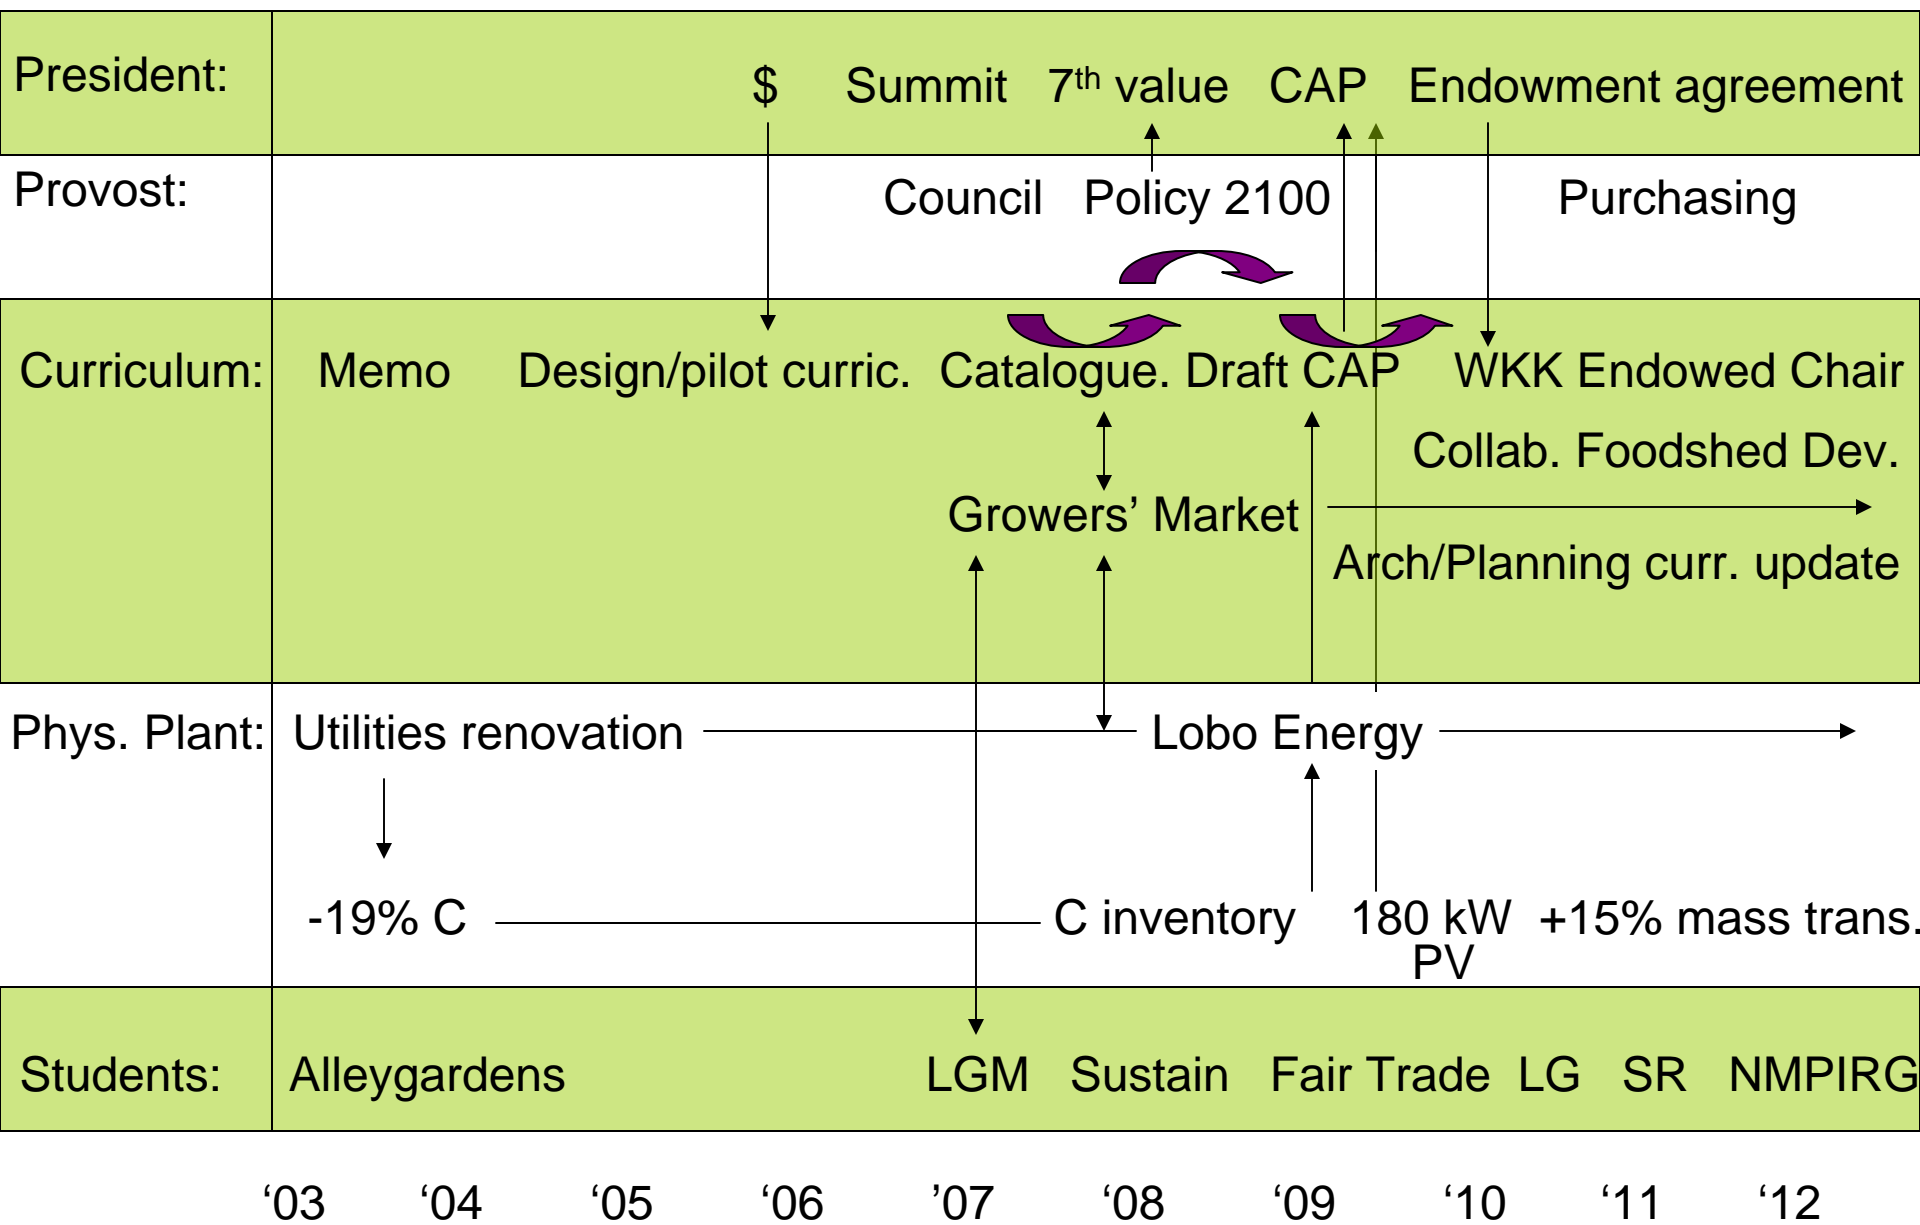 President: $ Summit 7th value CAP Endowment agreement
Provost: Council Policy 2100 Purchasing
Curriculum: Memo Design/pilot curric. Catalogue. Draft CAP WKK Endowed Chair
Collab. Foodshed Dev.
Growers’ Market
Arch/Planning curr. update
Phys. Plant: Utilities renovation Lobo Energy
-19% C C inventory 180 kW +15% mass trans.
PV
Students: Alleygardens LGM Sustain Fair Trade LG SR NMPIRG
‘03 ‘04 ‘05 ‘06 ’07 ‘08 ‘09 ‘10 ‘11 ‘12